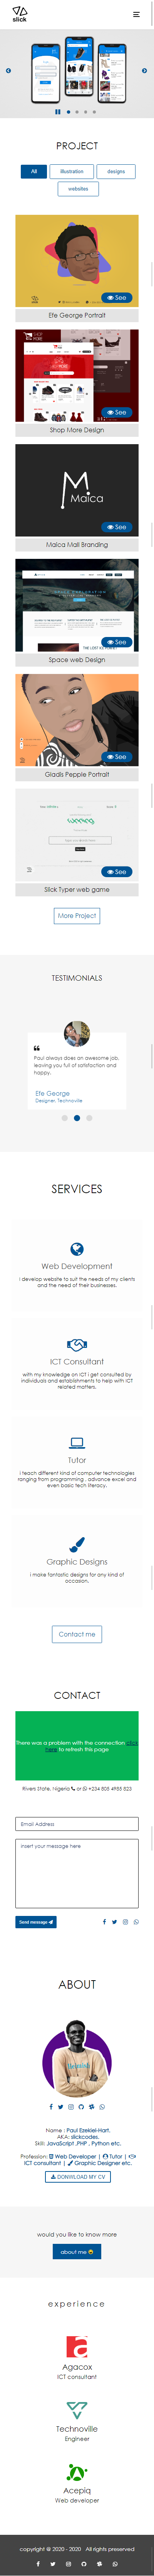 slick
PROJECT
All
illustration
designs
websites
See
Efe George Portrait
SHOP MORE
See
Shop More Design
Maica
See
Maica Mall Branding
See
Space web Design
See
Gladis Pepple Portrait
See
Slick Typer web game
More Project
TESTIMONIALS
Paul always does an awesome job, leaving you full of satisfaction and happy.
Efe George
Designer, Technovile
SERVICES
Web Development
I develop website to suit the needs of my clients
and the need of their businesses.
ICT Consultant
with my knowledge on ICT i get consulted by
individuals and establishments to help with ICT
related matters.
Tutor
i teach different kind of computer technologies
ranging from programming , advance excel and
even basic tech literacy.
Graphic Designs
i make fantastic designs for any kind of
occasion.
Contact me
CONTACT
There was a problem with the connection click
here to refresh this page
Rivers State, Nigeria or +234 806 4955 523
Email Address
Insert your message here
Send message
ABOUT
Name : Paul Ezekiel-Hart.
AKA: slickcodes.
Skill: JavaScript ,PHP , Python etc.
Profession: Web Developer | Tutor |
ICT consultant | Graphic Designer etc.
DONWLOAD MY CV
would you like to know more
about me
experience
Agacox
ICT consultant
Technoville
Engineer
Acepiq
Web developer
copyright @ 2020 - 2020 All rights preserved